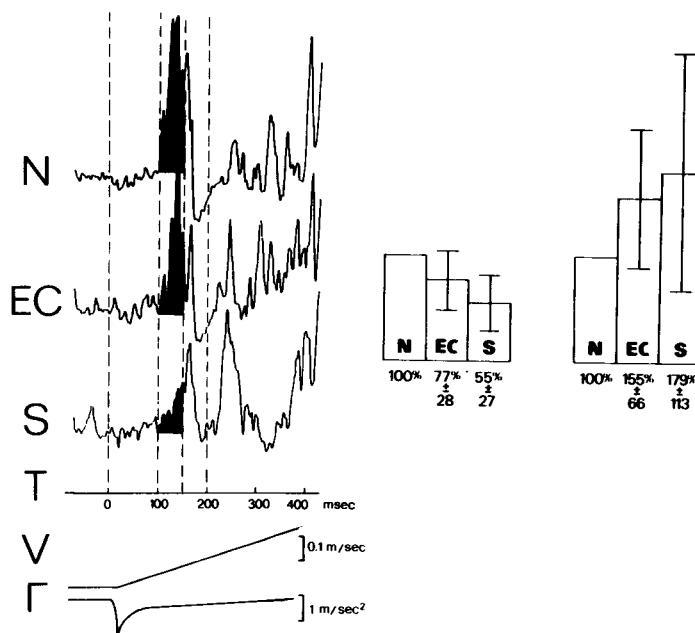 N
EC
S
T
0 100 200 300 400 msec
V
0.1 m/sec
Γ
1 m/sec²
N EC S
100% 77% 55%
± ±
28 27
N EC S
100% 155% 179%
± ±
66 113